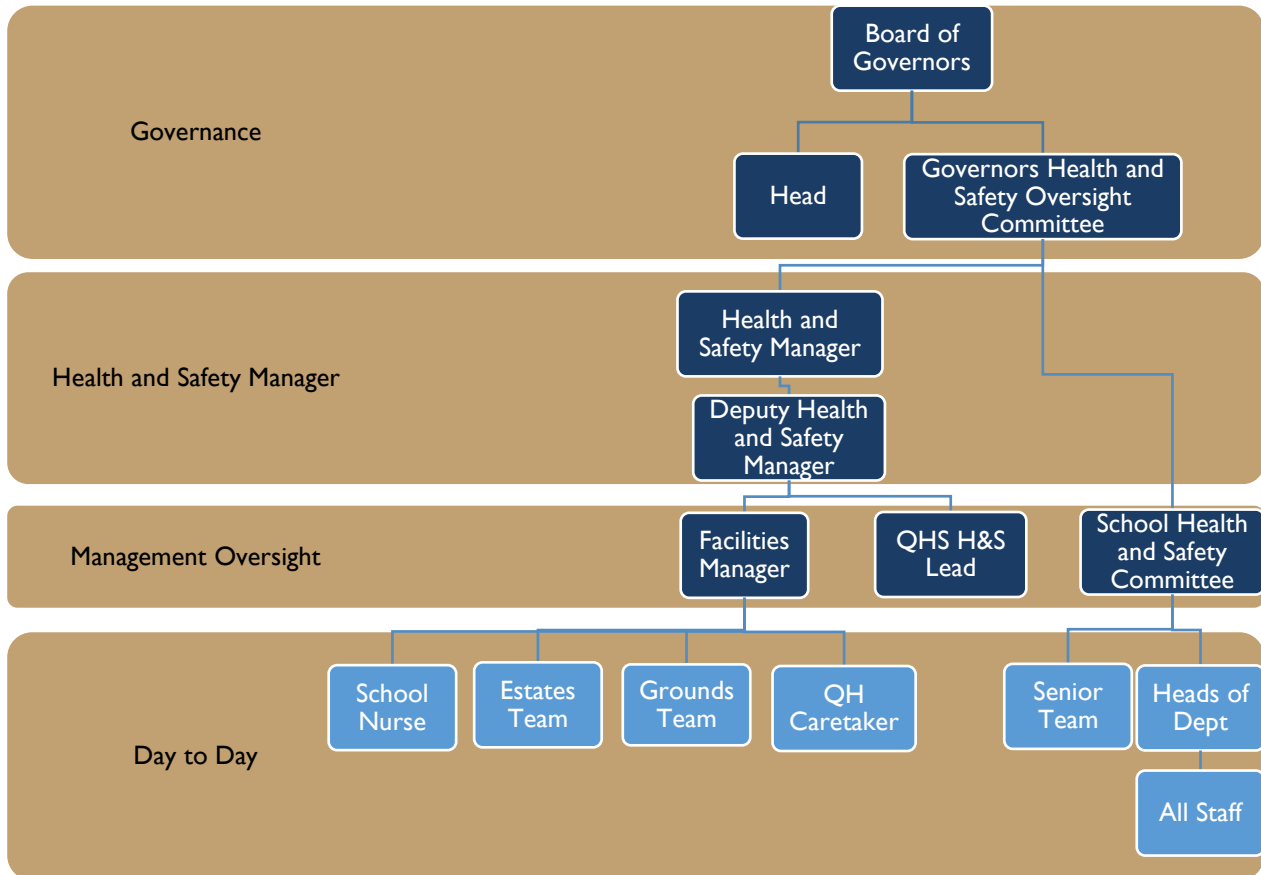 Board of
Governors
Governance
Head
Governors Health and
Safety Oversight
Committee
Health and
Safety Manager
Health and Safety Manager
Deputy Health
and Safety
Manager
Management Oversight
Facilities
Manager
QHS H&S
Lead
School Health
and Safety
Committee
School
Nurse
Estates
Team
Grounds
Team
QH
Caretaker
Senior
Team
Heads of
Dept
Day to Day
All Staff